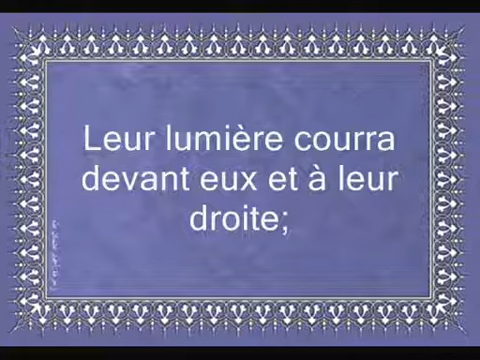 Leur lumière courra
devant eux et à leur
droite;